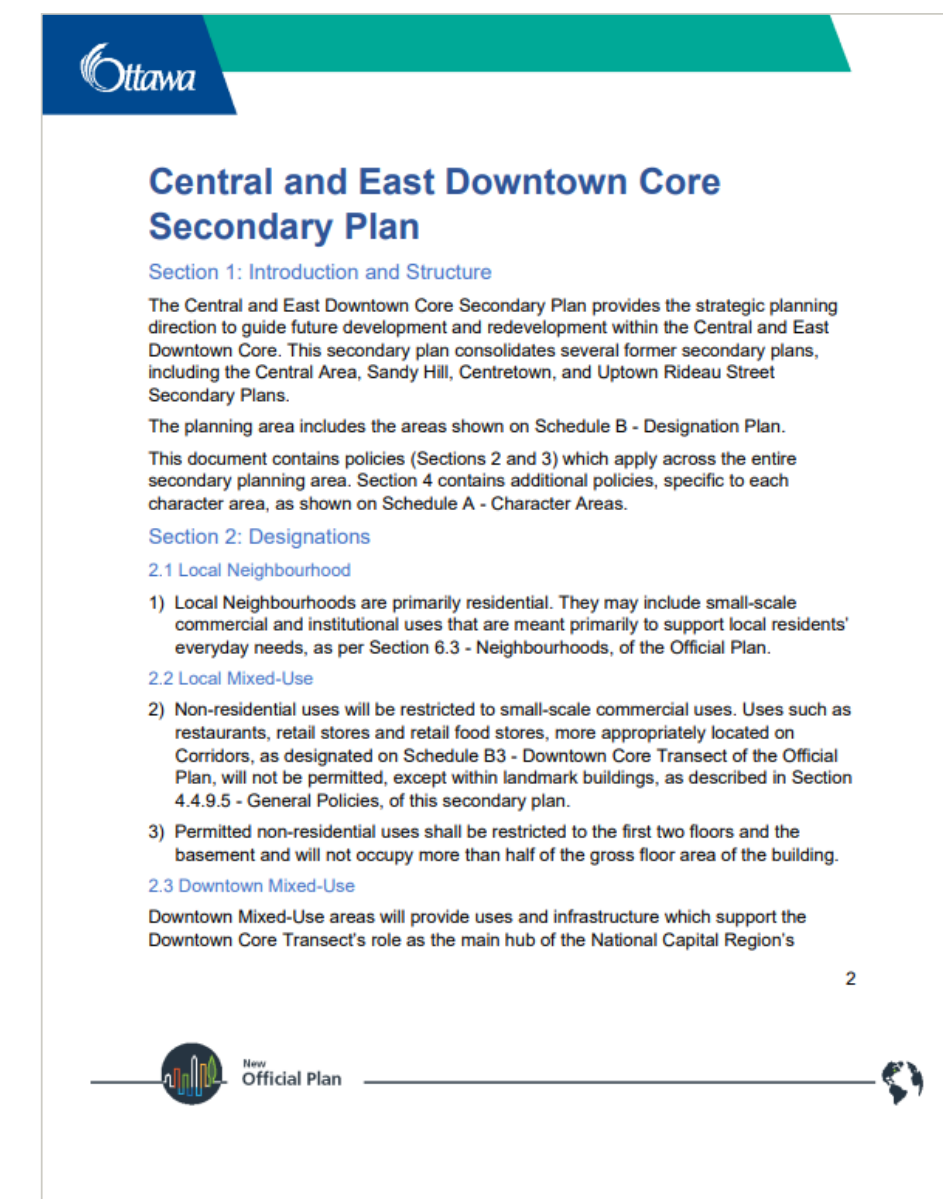 Ottawa
Central and East Downtown Core
Secondary Plan
Section 1: Introduction and Structure
The Central and East Downtown Core Secondary Plan provides the strategic planning
direction to guide future development and redevelopment within the Central and East
Downtown Core. This secondary plan consolidates several former secondary plans,
including the Central Area, Sandy Hill, Centretown, and Uptown Rideau Street
Secondary Plans.
The planning area includes the areas shown on Schedule B - Designation Plan.
This document contains policies (Sections 2 and 3) which apply across the entire
secondary planning area. Section 4 contains additional policies, specific to each
character area, as shown on Schedule A - Character Areas.
Section 2: Designations
2.1 Local Neighbourhood
1) Local Neighbourhoods are primarily residential. They may include small-scale
commercial and institutional uses that are meant primarily to support local residents'
everyday needs, as per Section 6.3 - Neighbourhoods, of the Official Plan.
2.2 Local Mixed-Use
2) Non-residential uses will be restricted to small-scale commercial uses. Uses such as
restaurants, retail stores and retail food stores, more appropriately located on
Corridors, as designated on Schedule B3 - Downtown Core Transect of the Official
Plan, will not be permitted, except within landmark buildings, as described in Section
4.4.9.5 - General Policies, of this secondary plan.
3) Permitted non-residential uses shall be restricted to the first two floors and the
basement and will not occupy more than half of the gross floor area of the building.
2.3 Downtown Mixed-Use
Downtown Mixed-Use areas will provide uses and infrastructure which support the
Downtown Core Transect's role as the main hub of the National Capital Region's
2
New
Official Plan